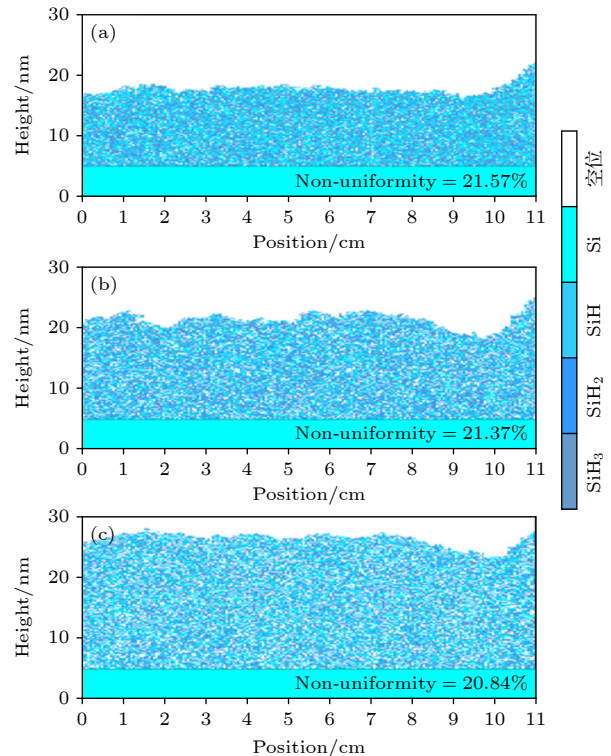 (a)
Height/nm
30
20
10
0
Non-uniformity = 21.57%
0 1 2 3 4 5 6 7 8 9 10 11
Position/cm
(b)
Height/nm
30
20
10
0
Non-uniformity = 21.37%
0 1 2 3 4 5 6 7 8 9 10 11
Position/cm
(c)
Height/nm
30
20
10
0
Non-uniformity = 20.84%
0 1 2 3 4 5 6 7 8 9 10 11
Position/cm
空位
Si
SiH
SiH₂
SiH₃